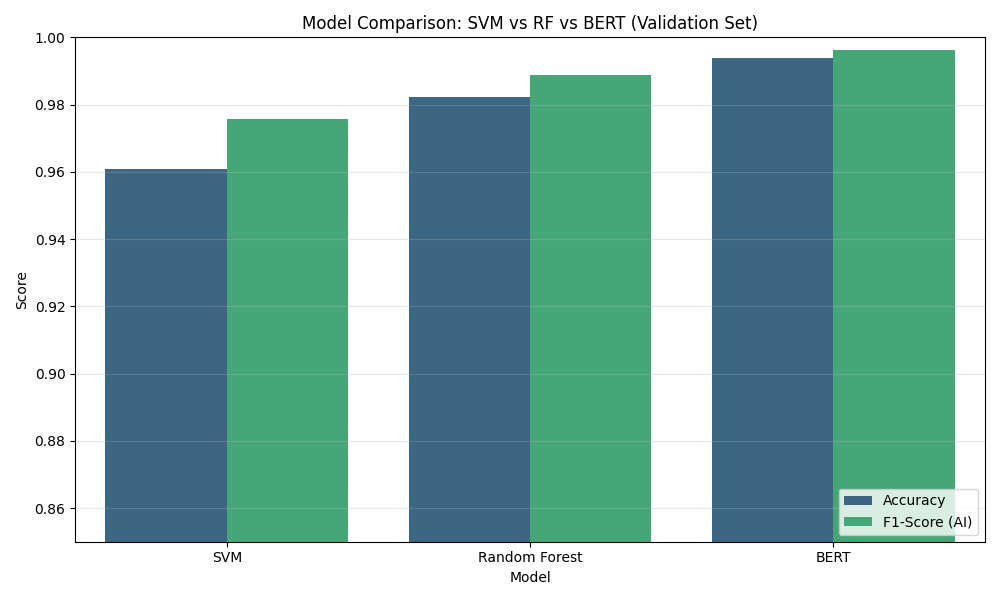 Model Comparison: SVM vs RF vs BERT (Validation Set)
Score
1.00
0.98
0.96
0.94
0.92
0.90
0.88
0.86
Accuracy
F1-Score (AI)
SVM
Random Forest
BERT
Model